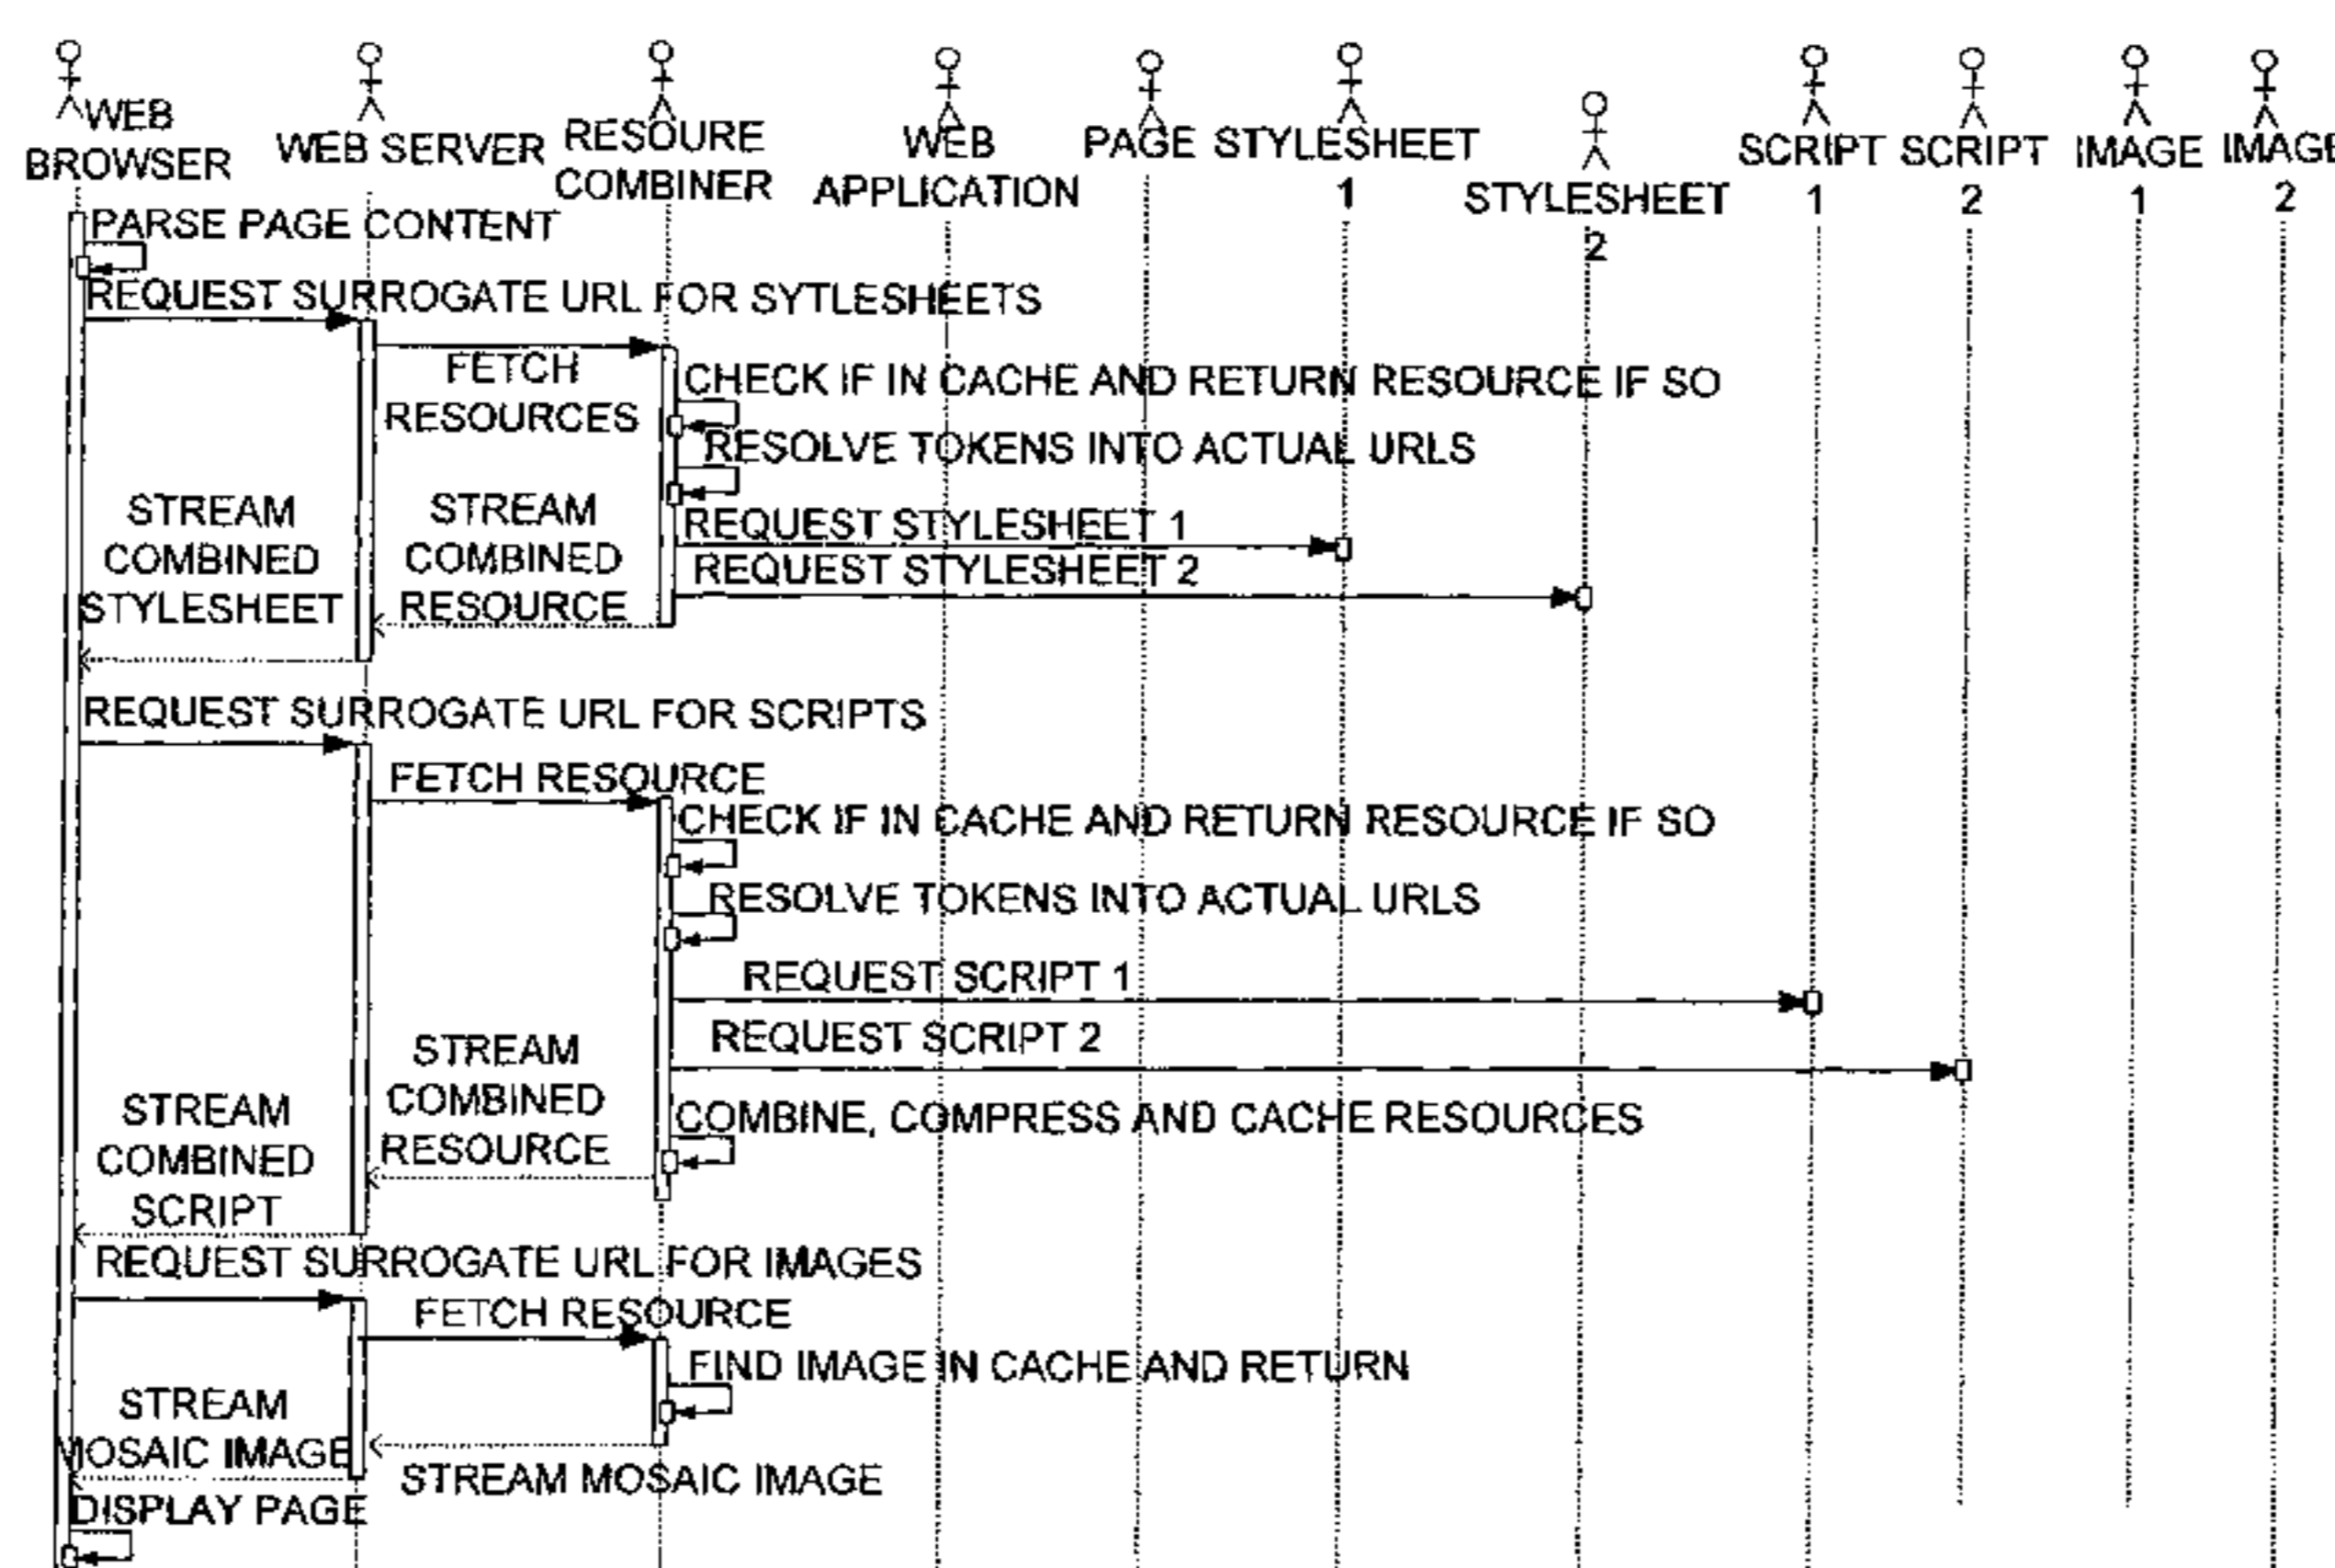 WEB
BROWSER
WEB SERVER
RESOURE
COMBINER
WEB
APPLICATION
PAGE
STYLESHEET
1
STYLESHEET
2
SCRIPT
1
SCRIPT
2
IMAGE
1
IMAGE
2
PARSE PAGE CONTENT
REQUEST SURROGATE URL FOR SYTLESHEETS
FETCH
RESOURCES
CHECK IF IN CACHE AND RETURN RESOURCE IF SO
RESOLVE TOKENS INTO ACTUAL URLS
STREAM
COMBINED
STYLESHEET
STREAM
COMBINED
RESOURCE
REQUEST STYLESHEET 1
REQUEST STYLESHEET 2
REQUEST SURROGATE URL FOR SCRIPTS
FETCH RESOURCE
CHECK IF IN CACHE AND RETURN RESOURCE IF SO
RESOLVE TOKENS INTO ACTUAL URLS
REQUEST SCRIPT 1
REQUEST SCRIPT 2
STREAM
COMBINED
RESOURCE
STREAM
COMBINED
SCRIPT
COMBINE, COMPRESS AND CACHE RESOURCES
REQUEST SURROGATE URL FOR IMAGES
FETCH RESOURCE
FIND IMAGE IN CACHE AND RETURN
STREAM
MOSAIC IMAGE
STREAM MOSAIC IMAGE
DISPLAY PAGE